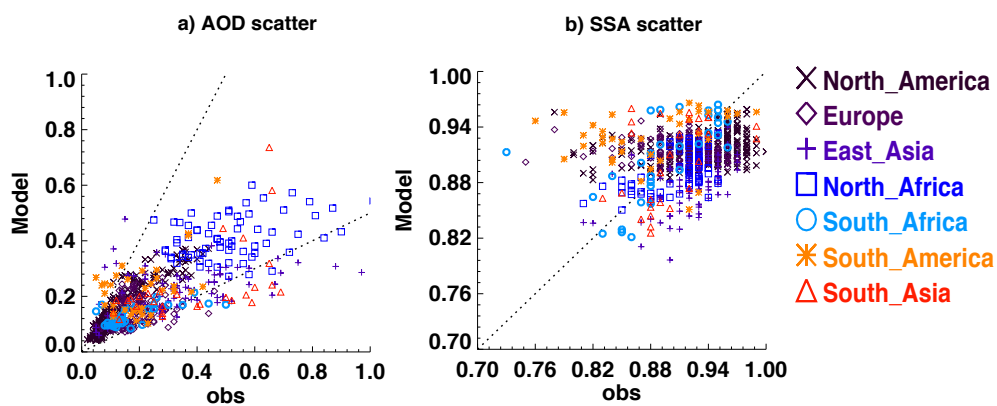 a) AOD scatter
b) SSA scatter
1.0
0.8
0.6
0.4
0.2
0.0
Model
0.0 0.2 0.4 0.6 0.8 1.0
obs
1.00
0.94
0.88
0.82
0.76
0.70
Model
0.70 0.76 0.82 0.88 0.94 1.00
obs
North_America
Europe
East_Asia
North_Africa
South_Africa
South_America
South_Asia